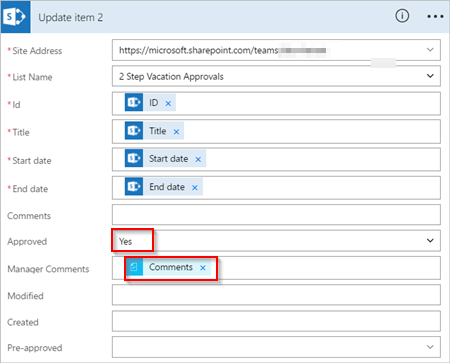 Update item 2
* Site Address https://microsoft.sharepoint.com/teams
* List Name 2 Step Vacation Approvals
* Id ID ×
* Title Title ×
* Start date Start date ×
* End date End date ×
Comments
Approved Yes
Manager Comments Comments ×
Modified
Created
Pre-approved